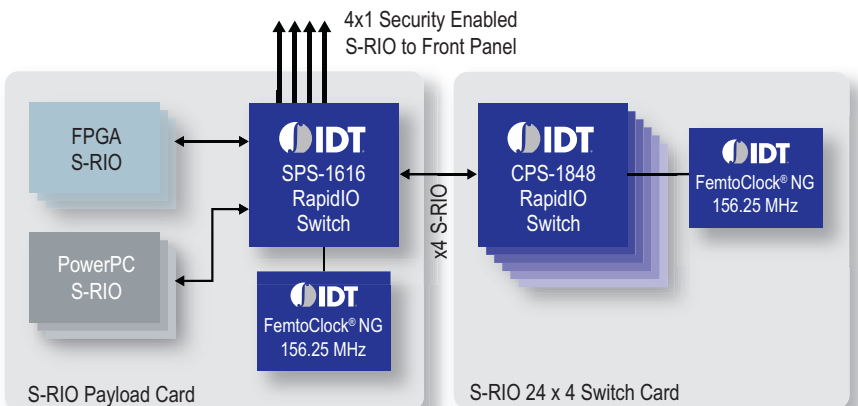 4x1 Security Enabled
S-RIO to Front Panel
FPGA
S-RIO
PowerPC
S-RIO
IDT
SPS-1616
RapidIO
Switch
IDT
FemtoClock® NG
156.25 MHz
S-RIO Payload Card
x4 S-RIO
IDT
CPS-1848
RapidIO
Switch
IDT
FemtoClock® NG
156.25 MHz
S-RIO 24 x 4 Switch Card